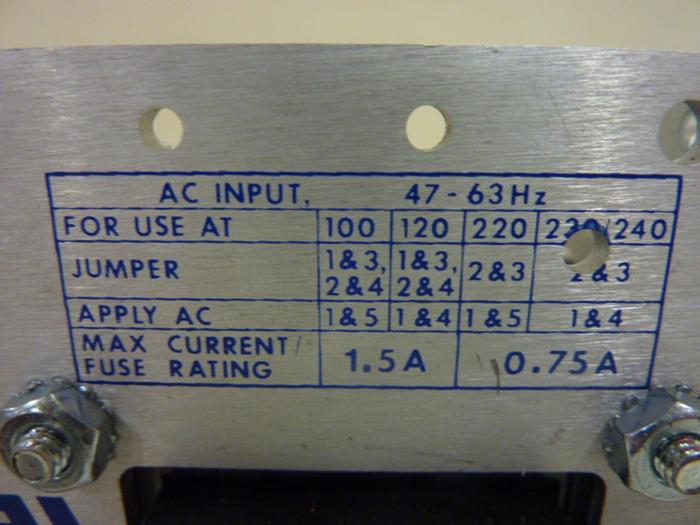 AC INPUT, 47 - 63Hz
FOR USE AT 100 120 220 230/240
JUMPER 1&3, 2&4 1&3, 2&4 2&3 2&3
APPLY AC 1&5 1&4 1&5 1&4
MAX CURRENT/ FUSE RATING 1.5A 0.75A